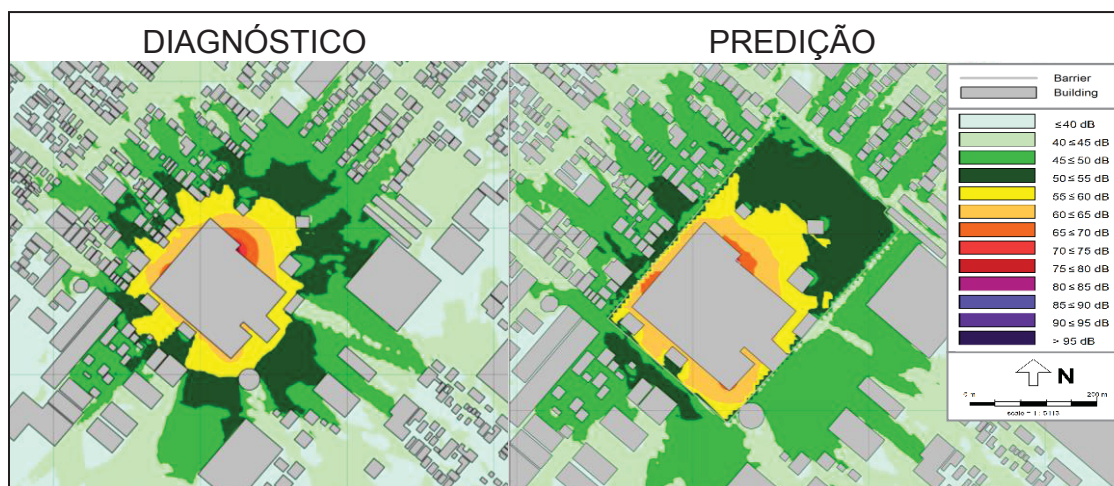 DIAGNÓSTICO
PREDIÇÃO
Barrier
Building
≤40 dB
40 ≤ 45 dB
45 ≤ 50 dB
50 ≤ 55 dB
55 ≤ 60 dB
60 ≤ 65 dB
65 ≤ 70 dB
70 ≤ 75 dB
75 ≤ 80 dB
80 ≤ 85 dB
85 ≤ 90 dB
90 ≤ 95 dB
> 95 dB
N
0 m 200 m